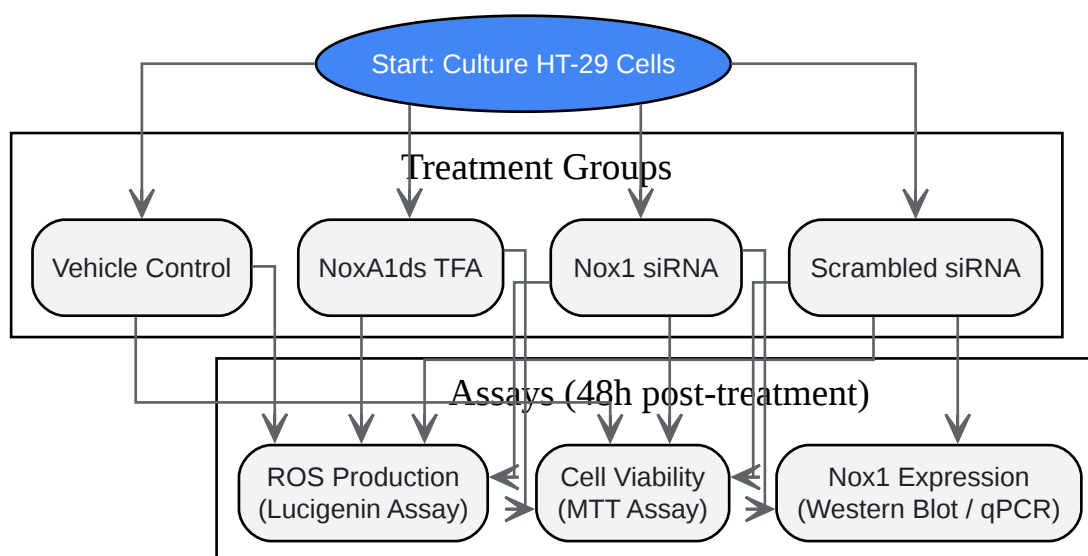 Start: Culture HT-29 Cells
Treatment Groups
Vehicle Control
NoxA1ds TFA
Nox1 siRNA
Scrambled siRNA
Assays (48h post-treatment)
ROS Production
(Lucigenin Assay)
Cell Viability
(MTT Assay)
Nox1 Expression
(Western Blot / qPCR)